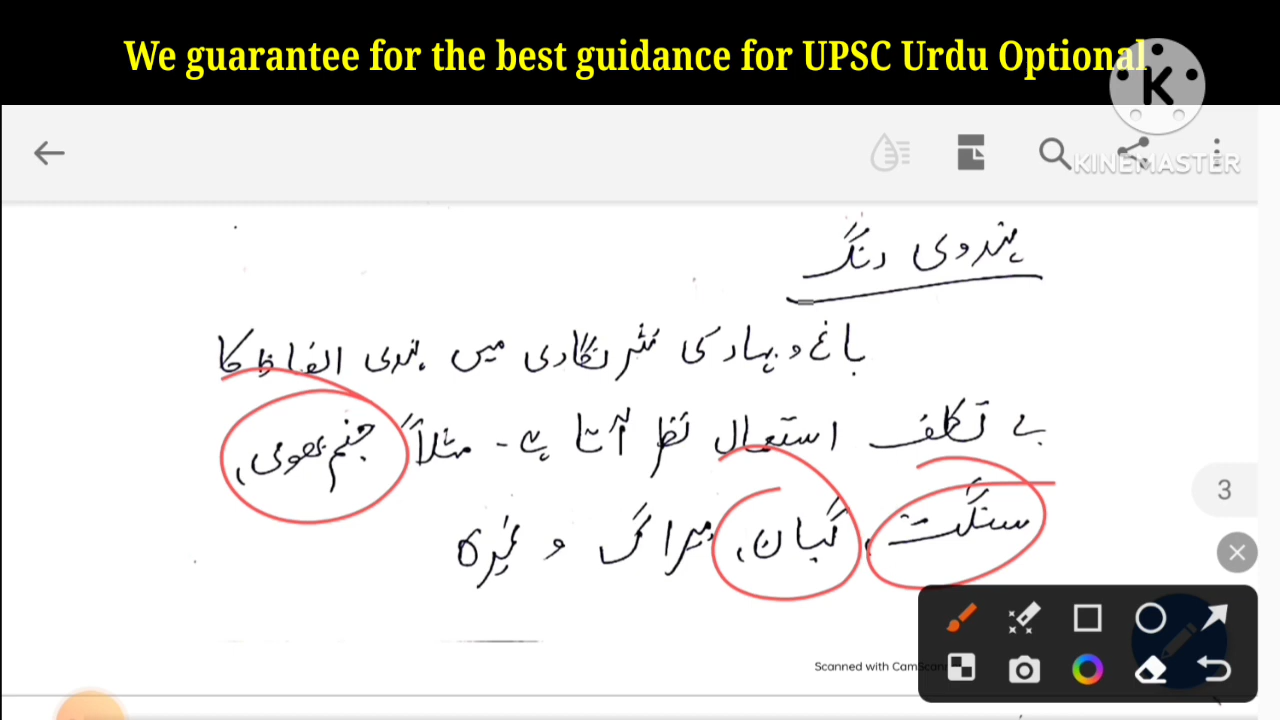 We guarantee for the best guidance for UPSC Urdu Optional
K
KINEMASTER
ہندوی رنگ
باغ و بہار کی نثر نگاری میں ہندی الفاظ کا
بے تکلف استعمال نظر آتا ہے۔ مثلاً جنم بھومی،
سنگت، گیان، بیراگ وغیرہ
3
Scanned with CamScan